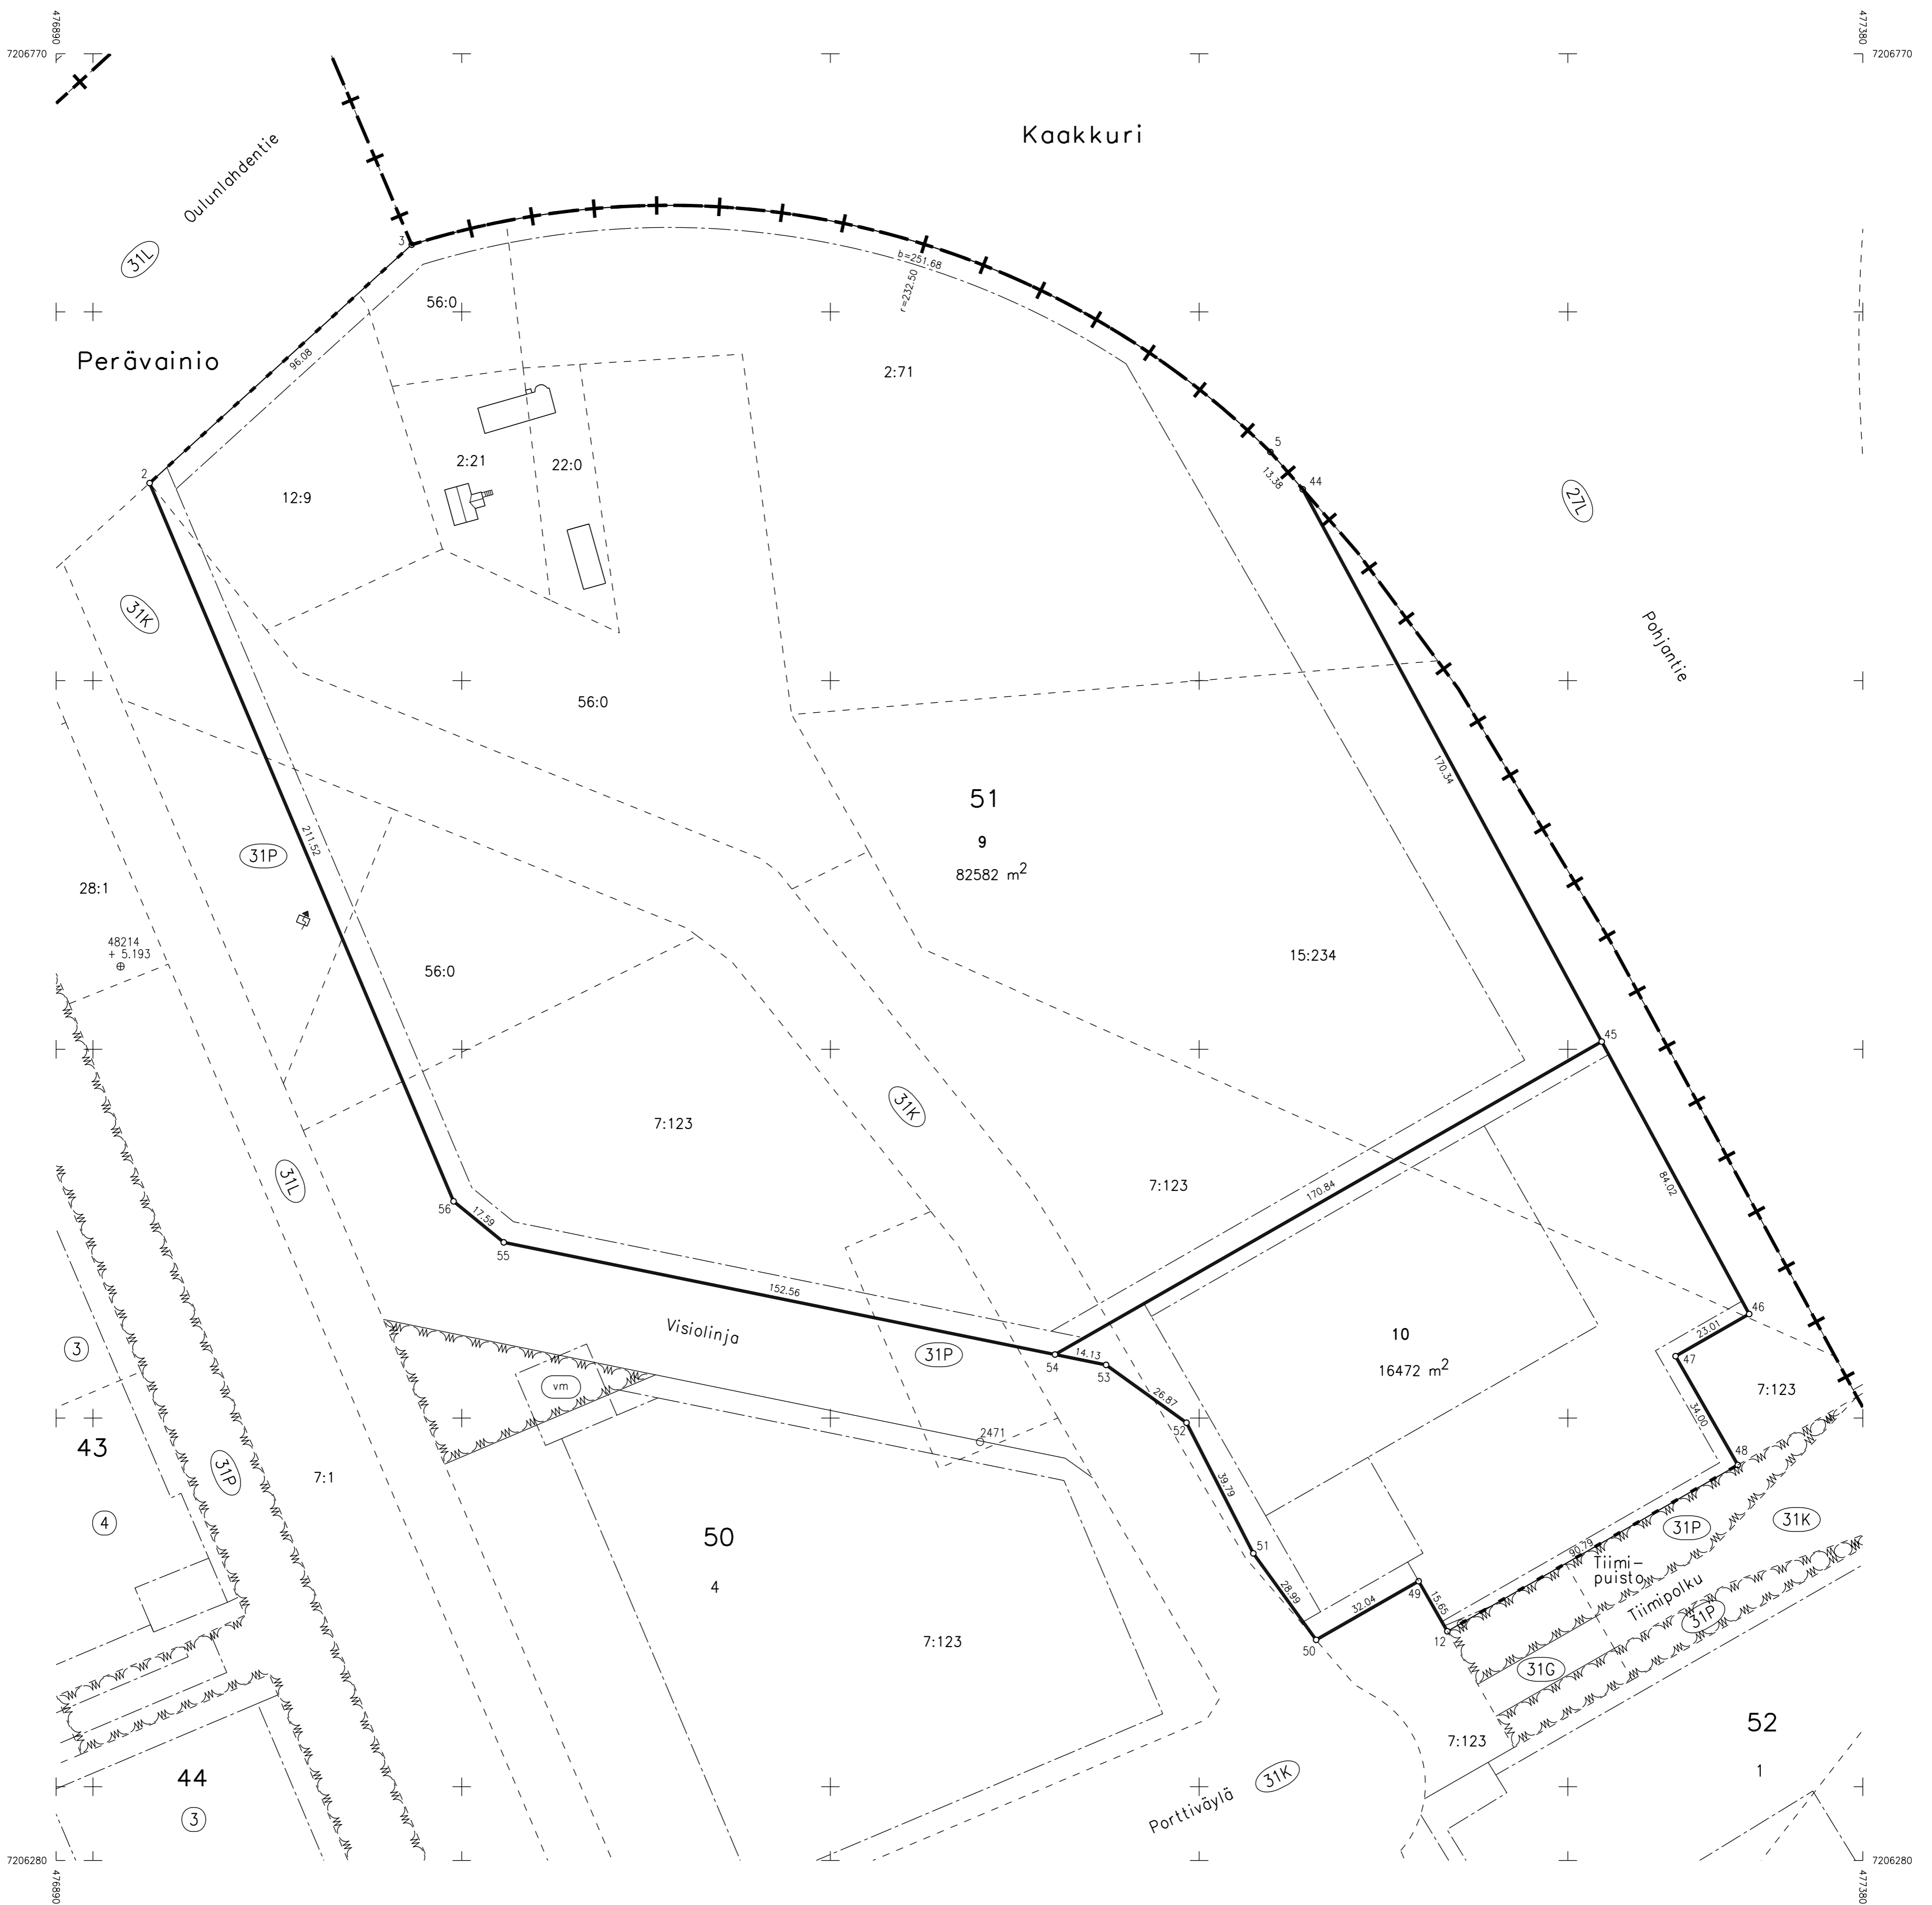 476890
477380
7206770
7206770
Kaakkuri
Oulunlahdentie
31L
3
b=251.68
r=232.50
56:0
Perävainio
96.08
2:71
5
13.38
44
2
2:21
22:0
12:9
27L
31K
Pohjantie
56:0
170.34
51
9
82582 m2
211.52
31P
28:1
48214
+ 5.193
56:0
15:234
45
31K
7:123
31L
7:123
170.84
84.02
56
17.59
55
152.56
46
Visiolinja
23.01
10
3
31P
14.13
54
53
47
16472 m2
vm
7:123
26.87
34.00
52
2471
43
48
31P
7:1
39.79
4
31K
31P
50
51
90.79
Tiimi-
puisto
4
28.99
49
15.65
32.04
Tiimipolku
31P
12
7:123
50
31G
52
7:123
1
44
31K
3
Porttiväylä
7206280
7206280
476890
477380